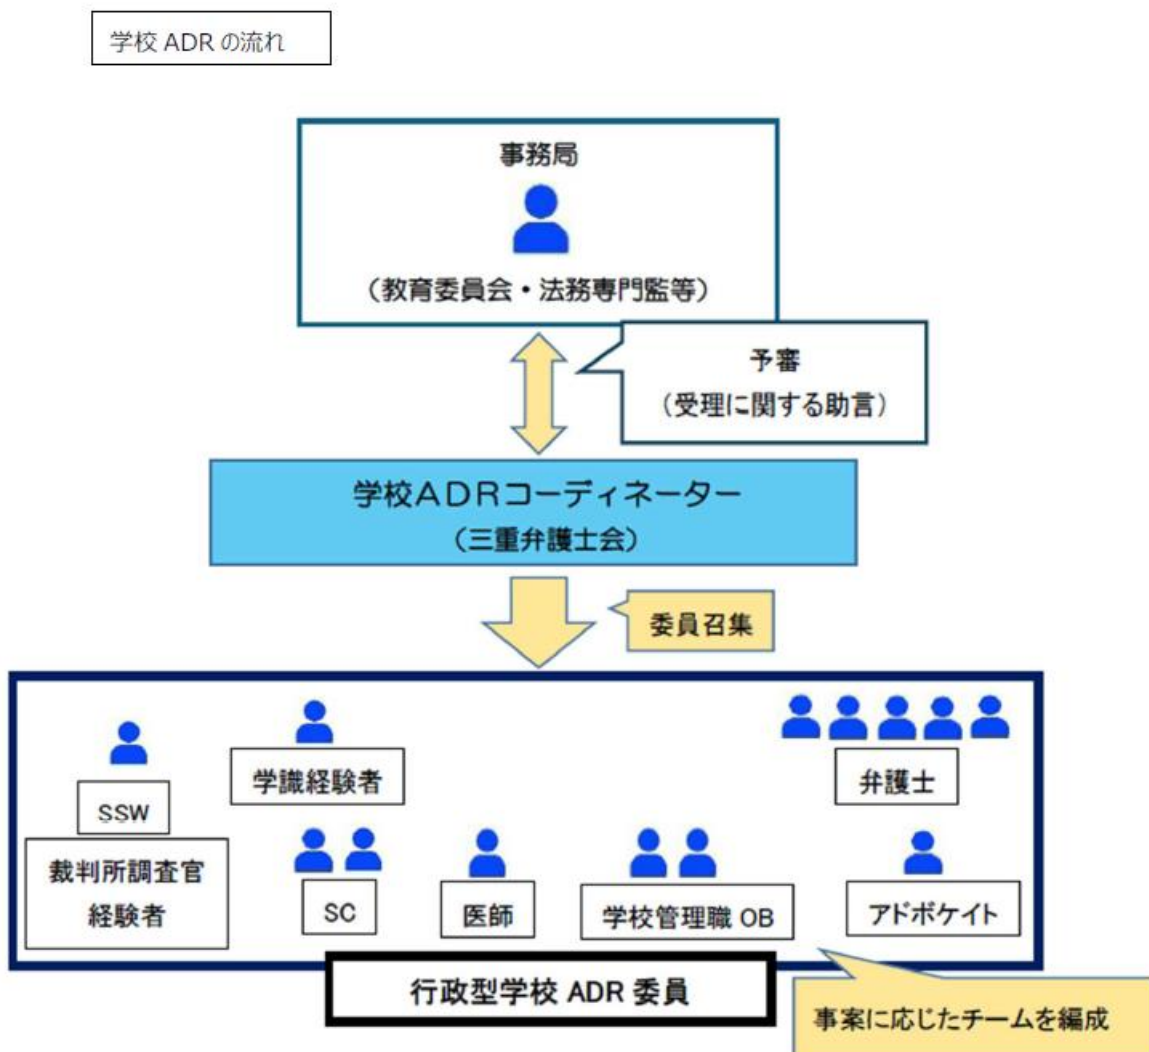 学校 ADR の流れ
事務局
（教育委員会・法務専門監等）
予審
（受理に関する助言）
学校ＡＤＲコーディネーター
（三重弁護士会）
委員召集
SSW
裁判所調査官
経験者
学識経験者
SC
医師
学校管理職 OB
弁護士
アドボケイト
行政型学校 ADR 委員
事案に応じたチームを編成